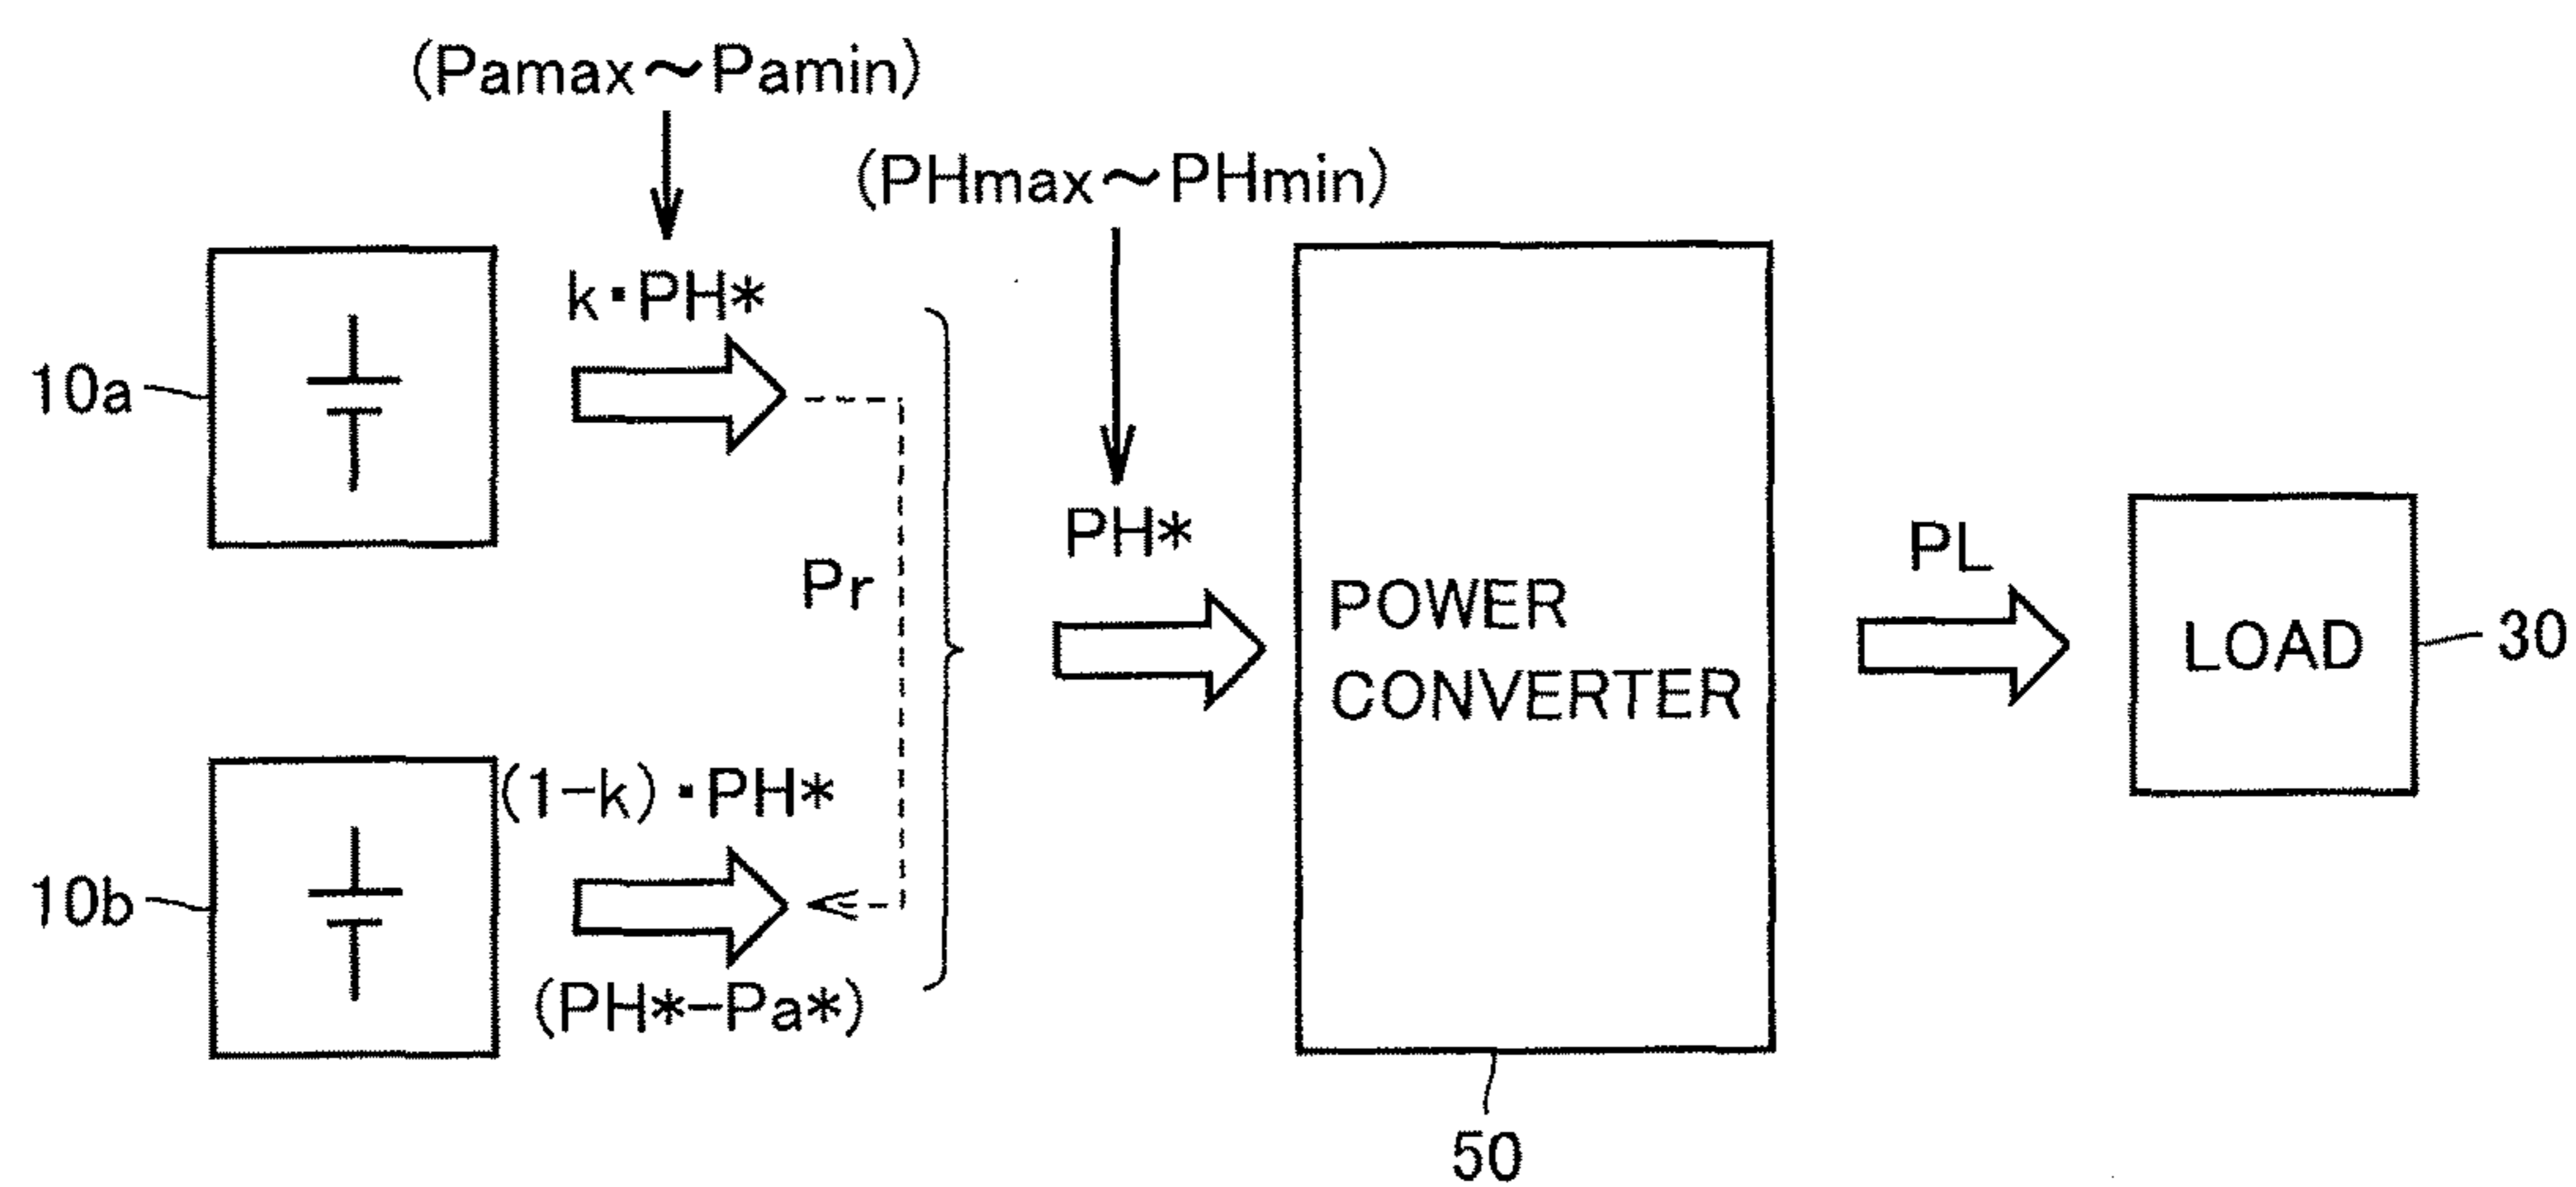 (Pamax～Pamin)
(PHmax～PHmin)
k・PH*
10a
PH*
Pr
POWER
CONVERTER
PL
LOAD
30
(1-k)・PH*
10b
(PH*-Pa*)
50